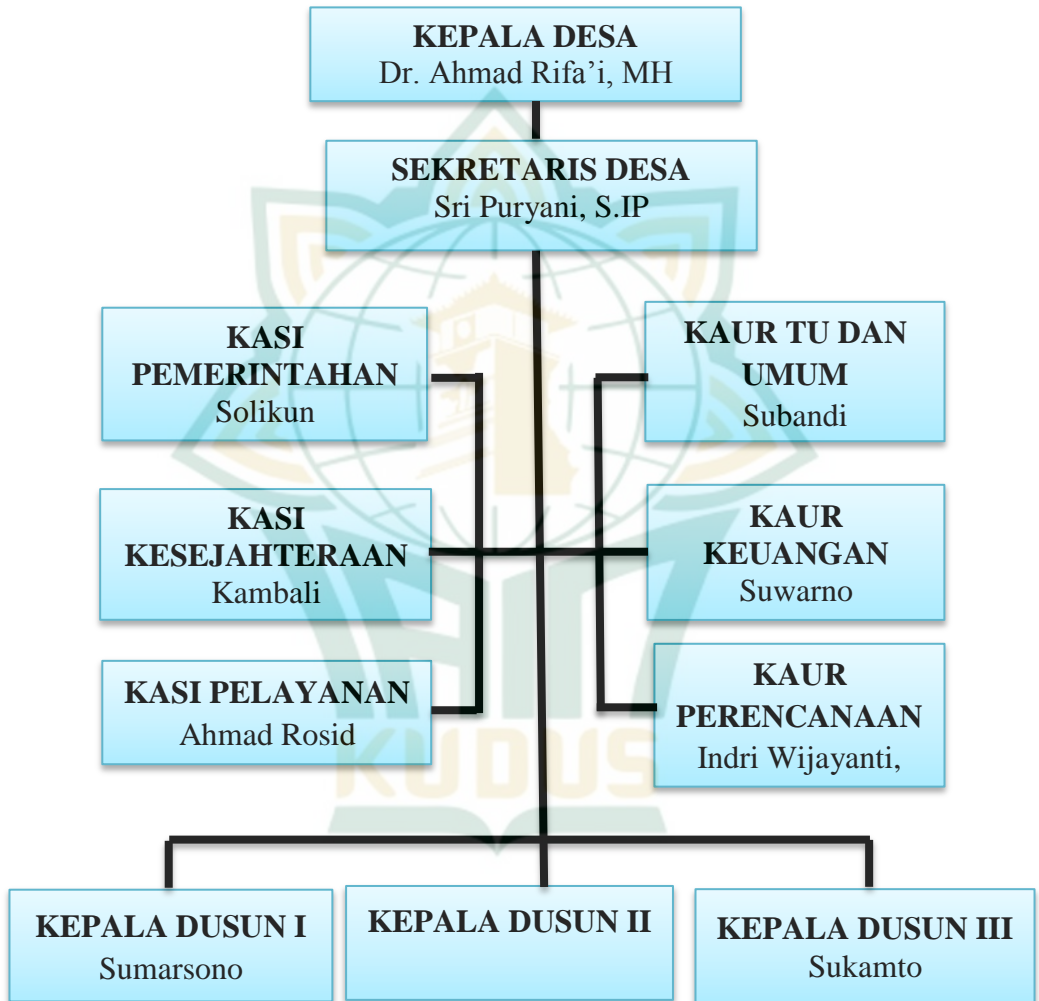 KEPALA DESA
Dr. Ahmad Rifa’i, MH
SEKRETARIS DESA
Sri Puryani, S.IP
KASI
PEMERINTAHAN
Solikun
KAUR TU DAN
UMUM
Subandi
KASI
KESEJAHTERAAN
Kambali
KAUR
KEUANGAN
Suwarno
KASI PELAYANAN
Ahmad Rosid
KAUR
PERENCANAAN
Indri Wijayanti,
KUDUS
KEPALA DUSUN I
Sumarsono
KEPALA DUSUN II
KEPALA DUSUN III
Sukamto